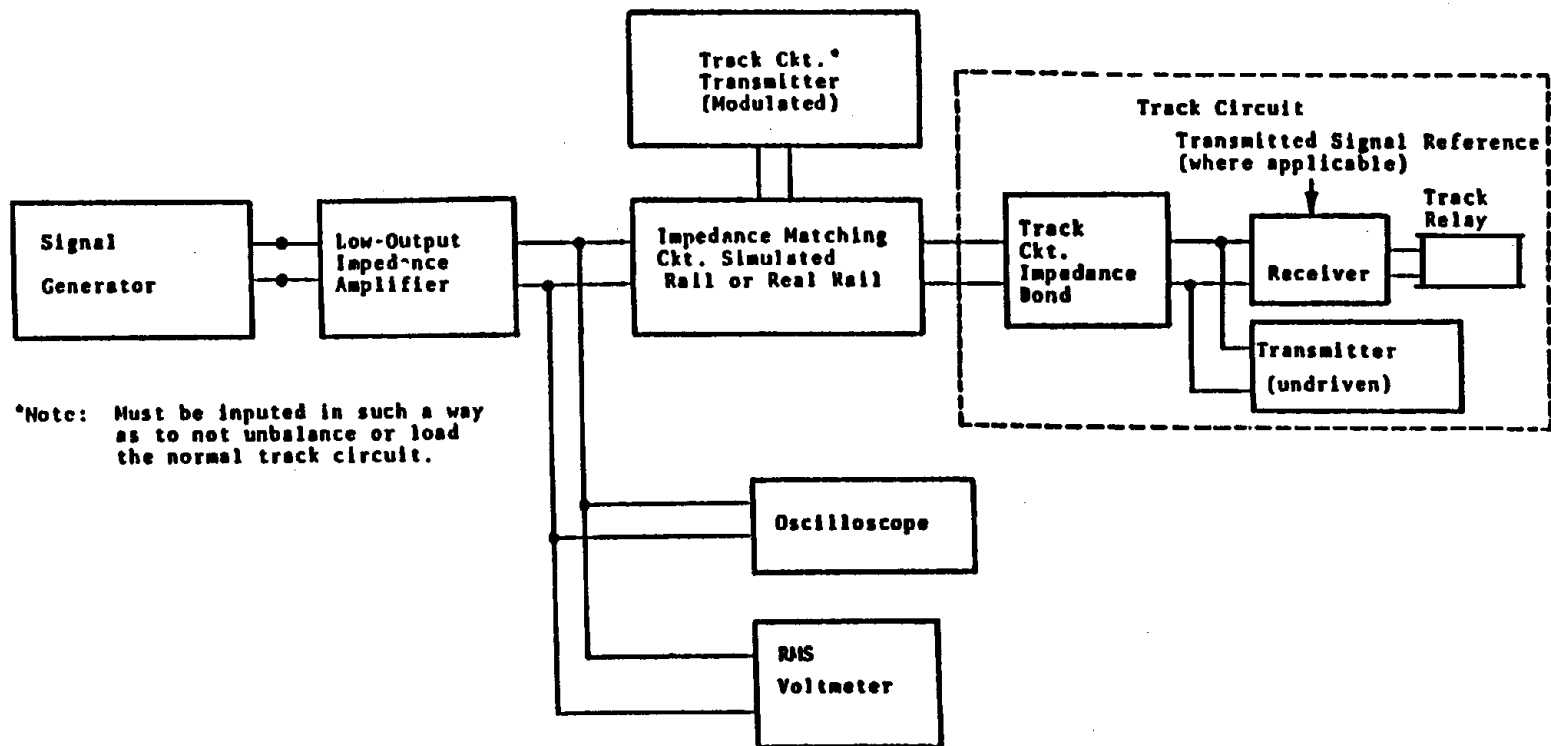 Track Ckt.*
Transmitter
(Modulated)
Track Circuit
Transmitted Signal Reference
(where applicable)
Signal
Generator
Low-Output
Impedance
Amplifier
Impedance Matching
Ckt. Simulated
Rail or Real Rail
Track
Ckt.
Impedance
Bond
Receiver
Track
Relay
Transmitter
(undriven)
*Note: Must be inputed in such a way
as to not unbalance or load
the normal track circuit.
Oscilloscope
RMS
Voltmeter